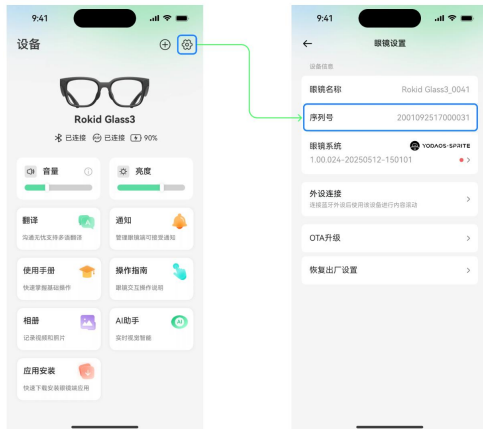 9:41
设备
Rokid Glass3
已连接 已连接 90%
音量
亮度
翻译
沟通无忧支持多语翻译
通知
管理眼镜端可接受通知
使用手册
快速掌握基础操作
操作指南
眼镜交互操作说明
相册
记录视频和照片
AI助手
AI
实时视觉智能
应用安装
快速下载安装眼镜端应用
9:41
眼镜设置
设备信息
眼镜名称 Rokid Glass3_0041
序列号 2001092517000031
眼镜系统 YODAOS-SPRITE
1.00.024-20250512-150101
外设连接
连接蓝牙外设后使用该设备进行内容滚动
OTA升级
恢复出厂设置